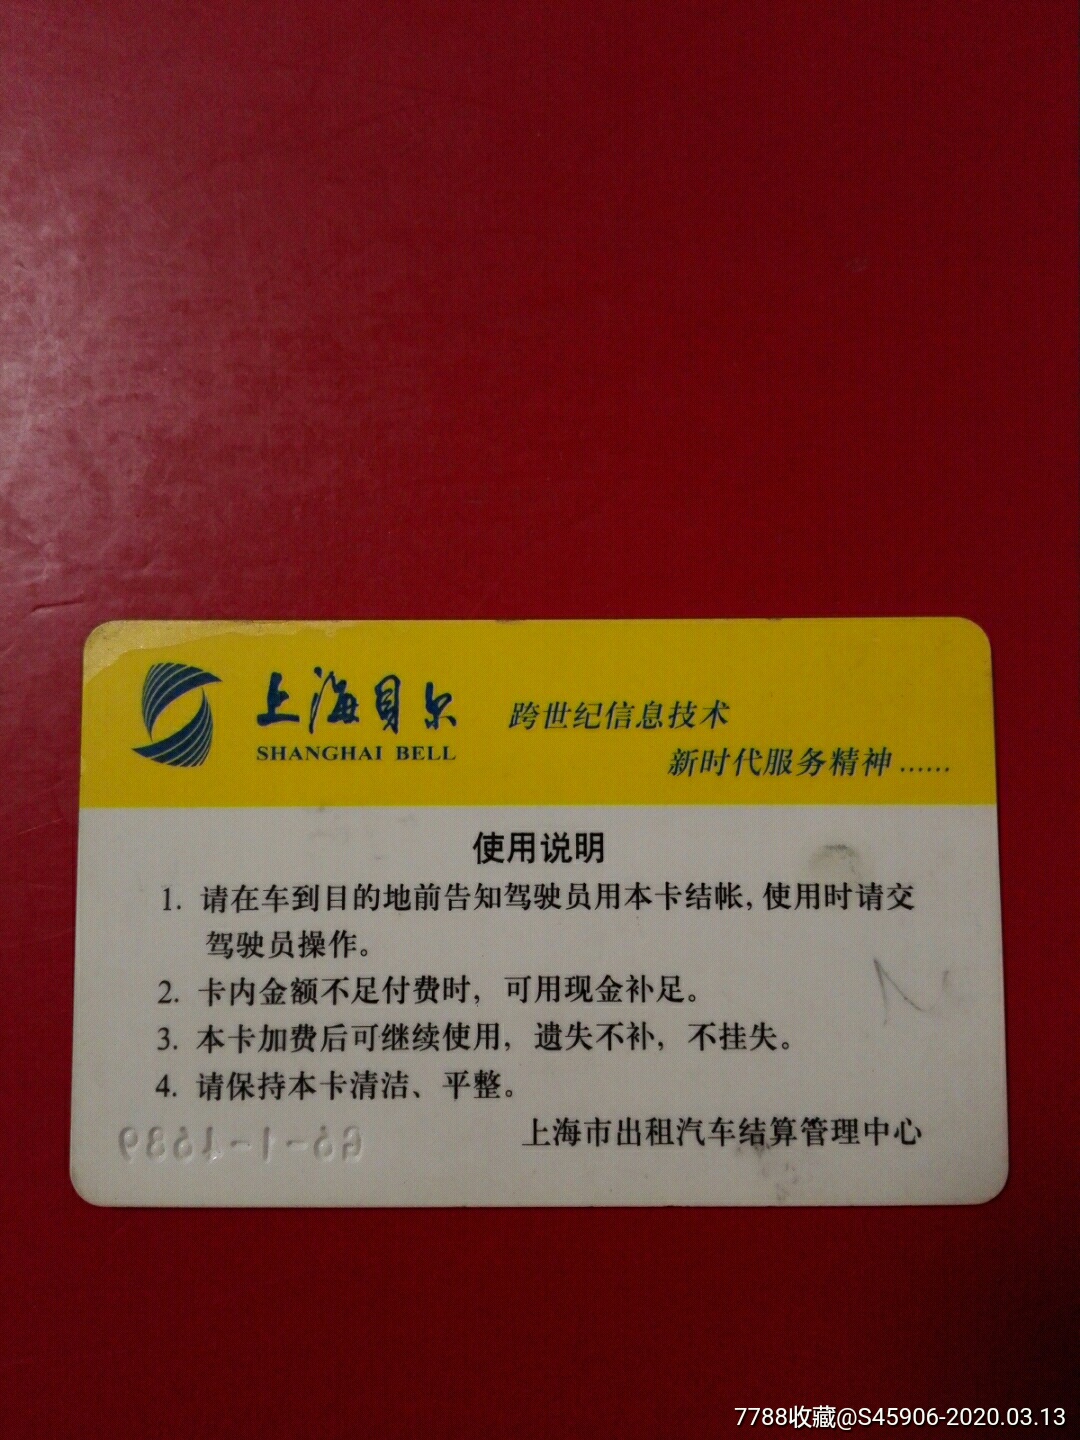 上海贝尔
SHANGHAI BELL
跨世纪信息技术
新时代服务精神......
使用说明
1. 请在车到目的地前告知驾驶员用本卡结帐, 使用时请交
驾驶员操作。
2. 卡内金额不足付费时, 可用现金补足。
3. 本卡加费后可继续使用, 遗失不补, 不挂失。
4. 请保持本卡清洁、平整。
上海市出租汽车结算管理中心
7788收藏@S45906-2020.03.13